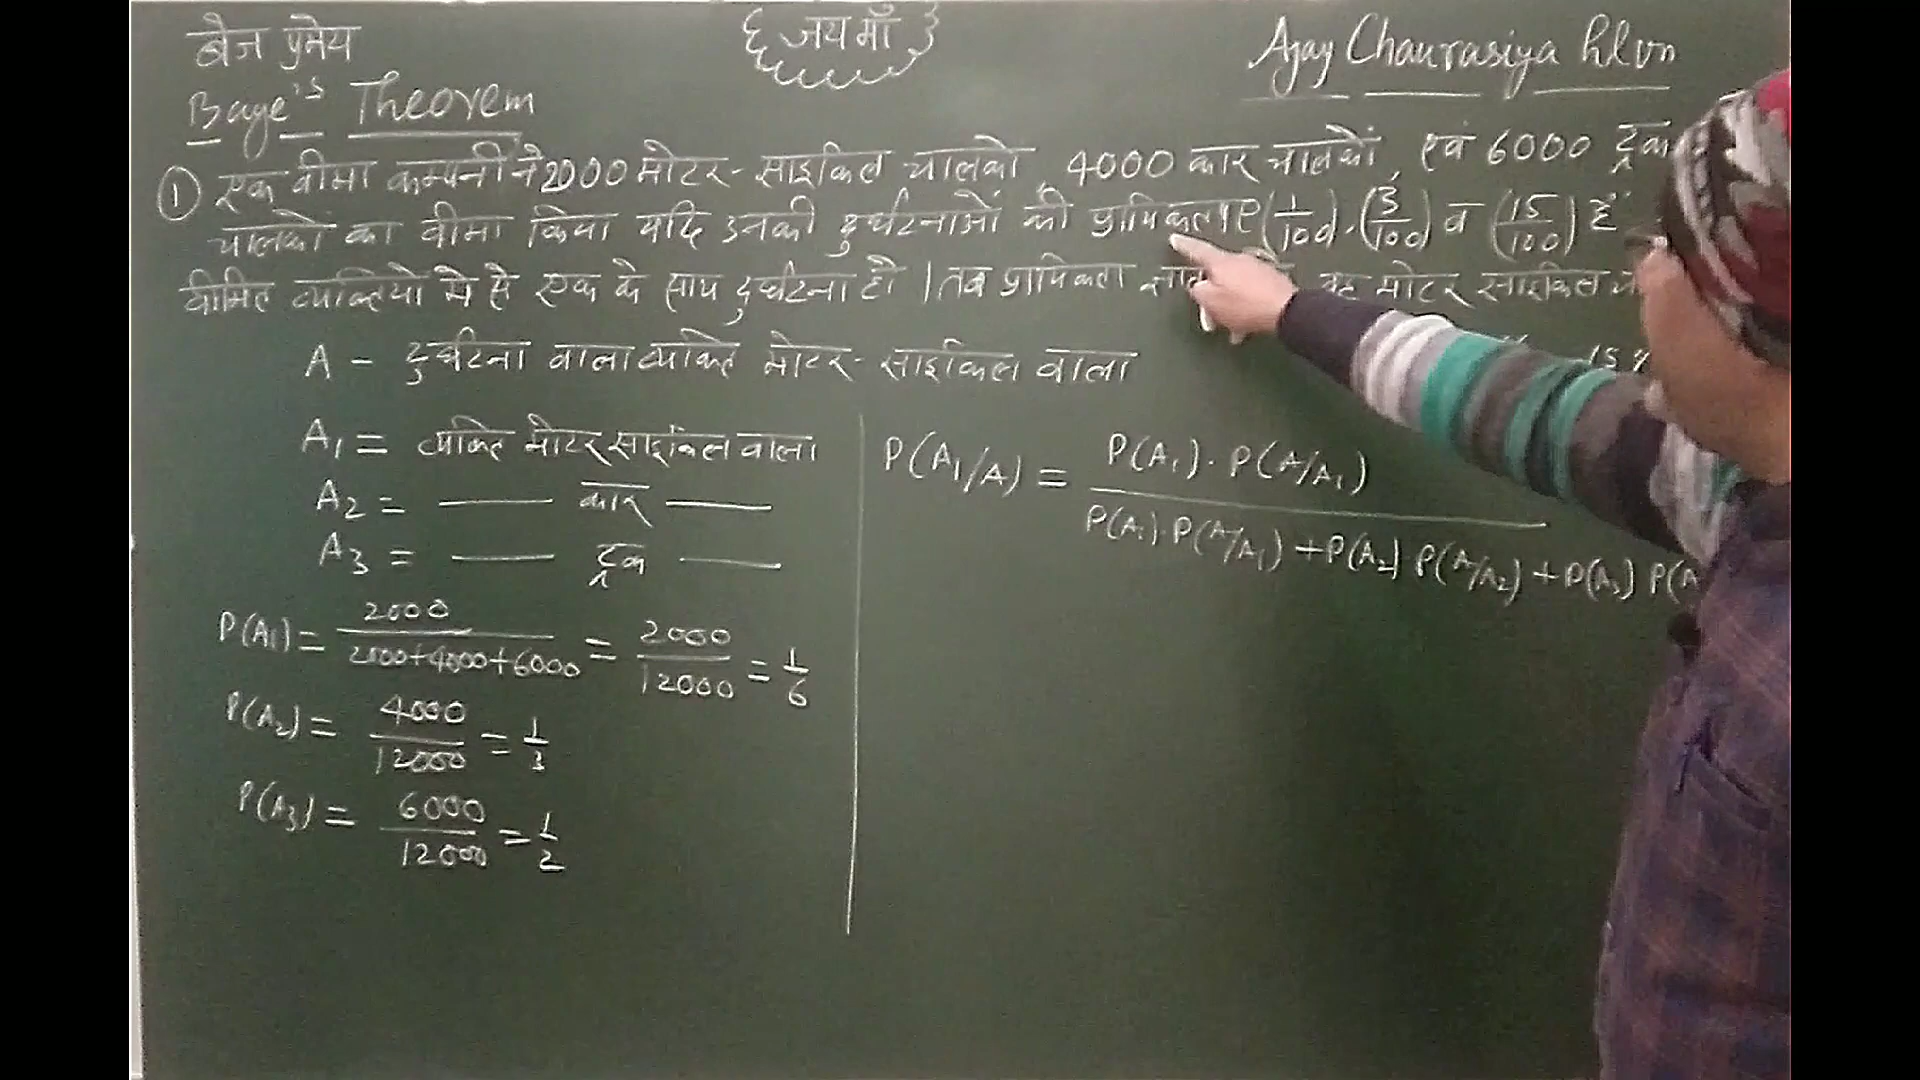 बेज प्रमेय
जय माँ
Ajay Chaurasiya hlvn
Baye's Theorem
① एक बीमा कम्पनी ने 2000 मोटर-साइकिल चालकों, 4000 कार चालकों, एवं 6000 ट्रक
चालकों का बीमा किया यदि उनकी दुर्घटनाओं की प्रायिकताएं (1/100), (3/100) व (15/100) हैं
बीमित व्यक्तियों मे से एक के साथ दुर्घटना हो । तब प्रायिकता मोटर साइकिल
A - दुर्घटना वाला व्यक्ति मोटर-साइकिल वाला
15
A1 = व्यक्ति मोटर साइकिल वाला
A2 = —— कार ——
A3 = —— ट्रक ——
P(A1) = 2000/2000+4000+6000 = 2000/12000 = 1/6
P(A2) = 4000/12000 = 1/3
P(A3) = 6000/12000 = 1/2
P(A1/A) = P(A1).P(A/A1)
P(A1).P(A/A1)+P(A2) P(A/A2)+P(A3) P(A